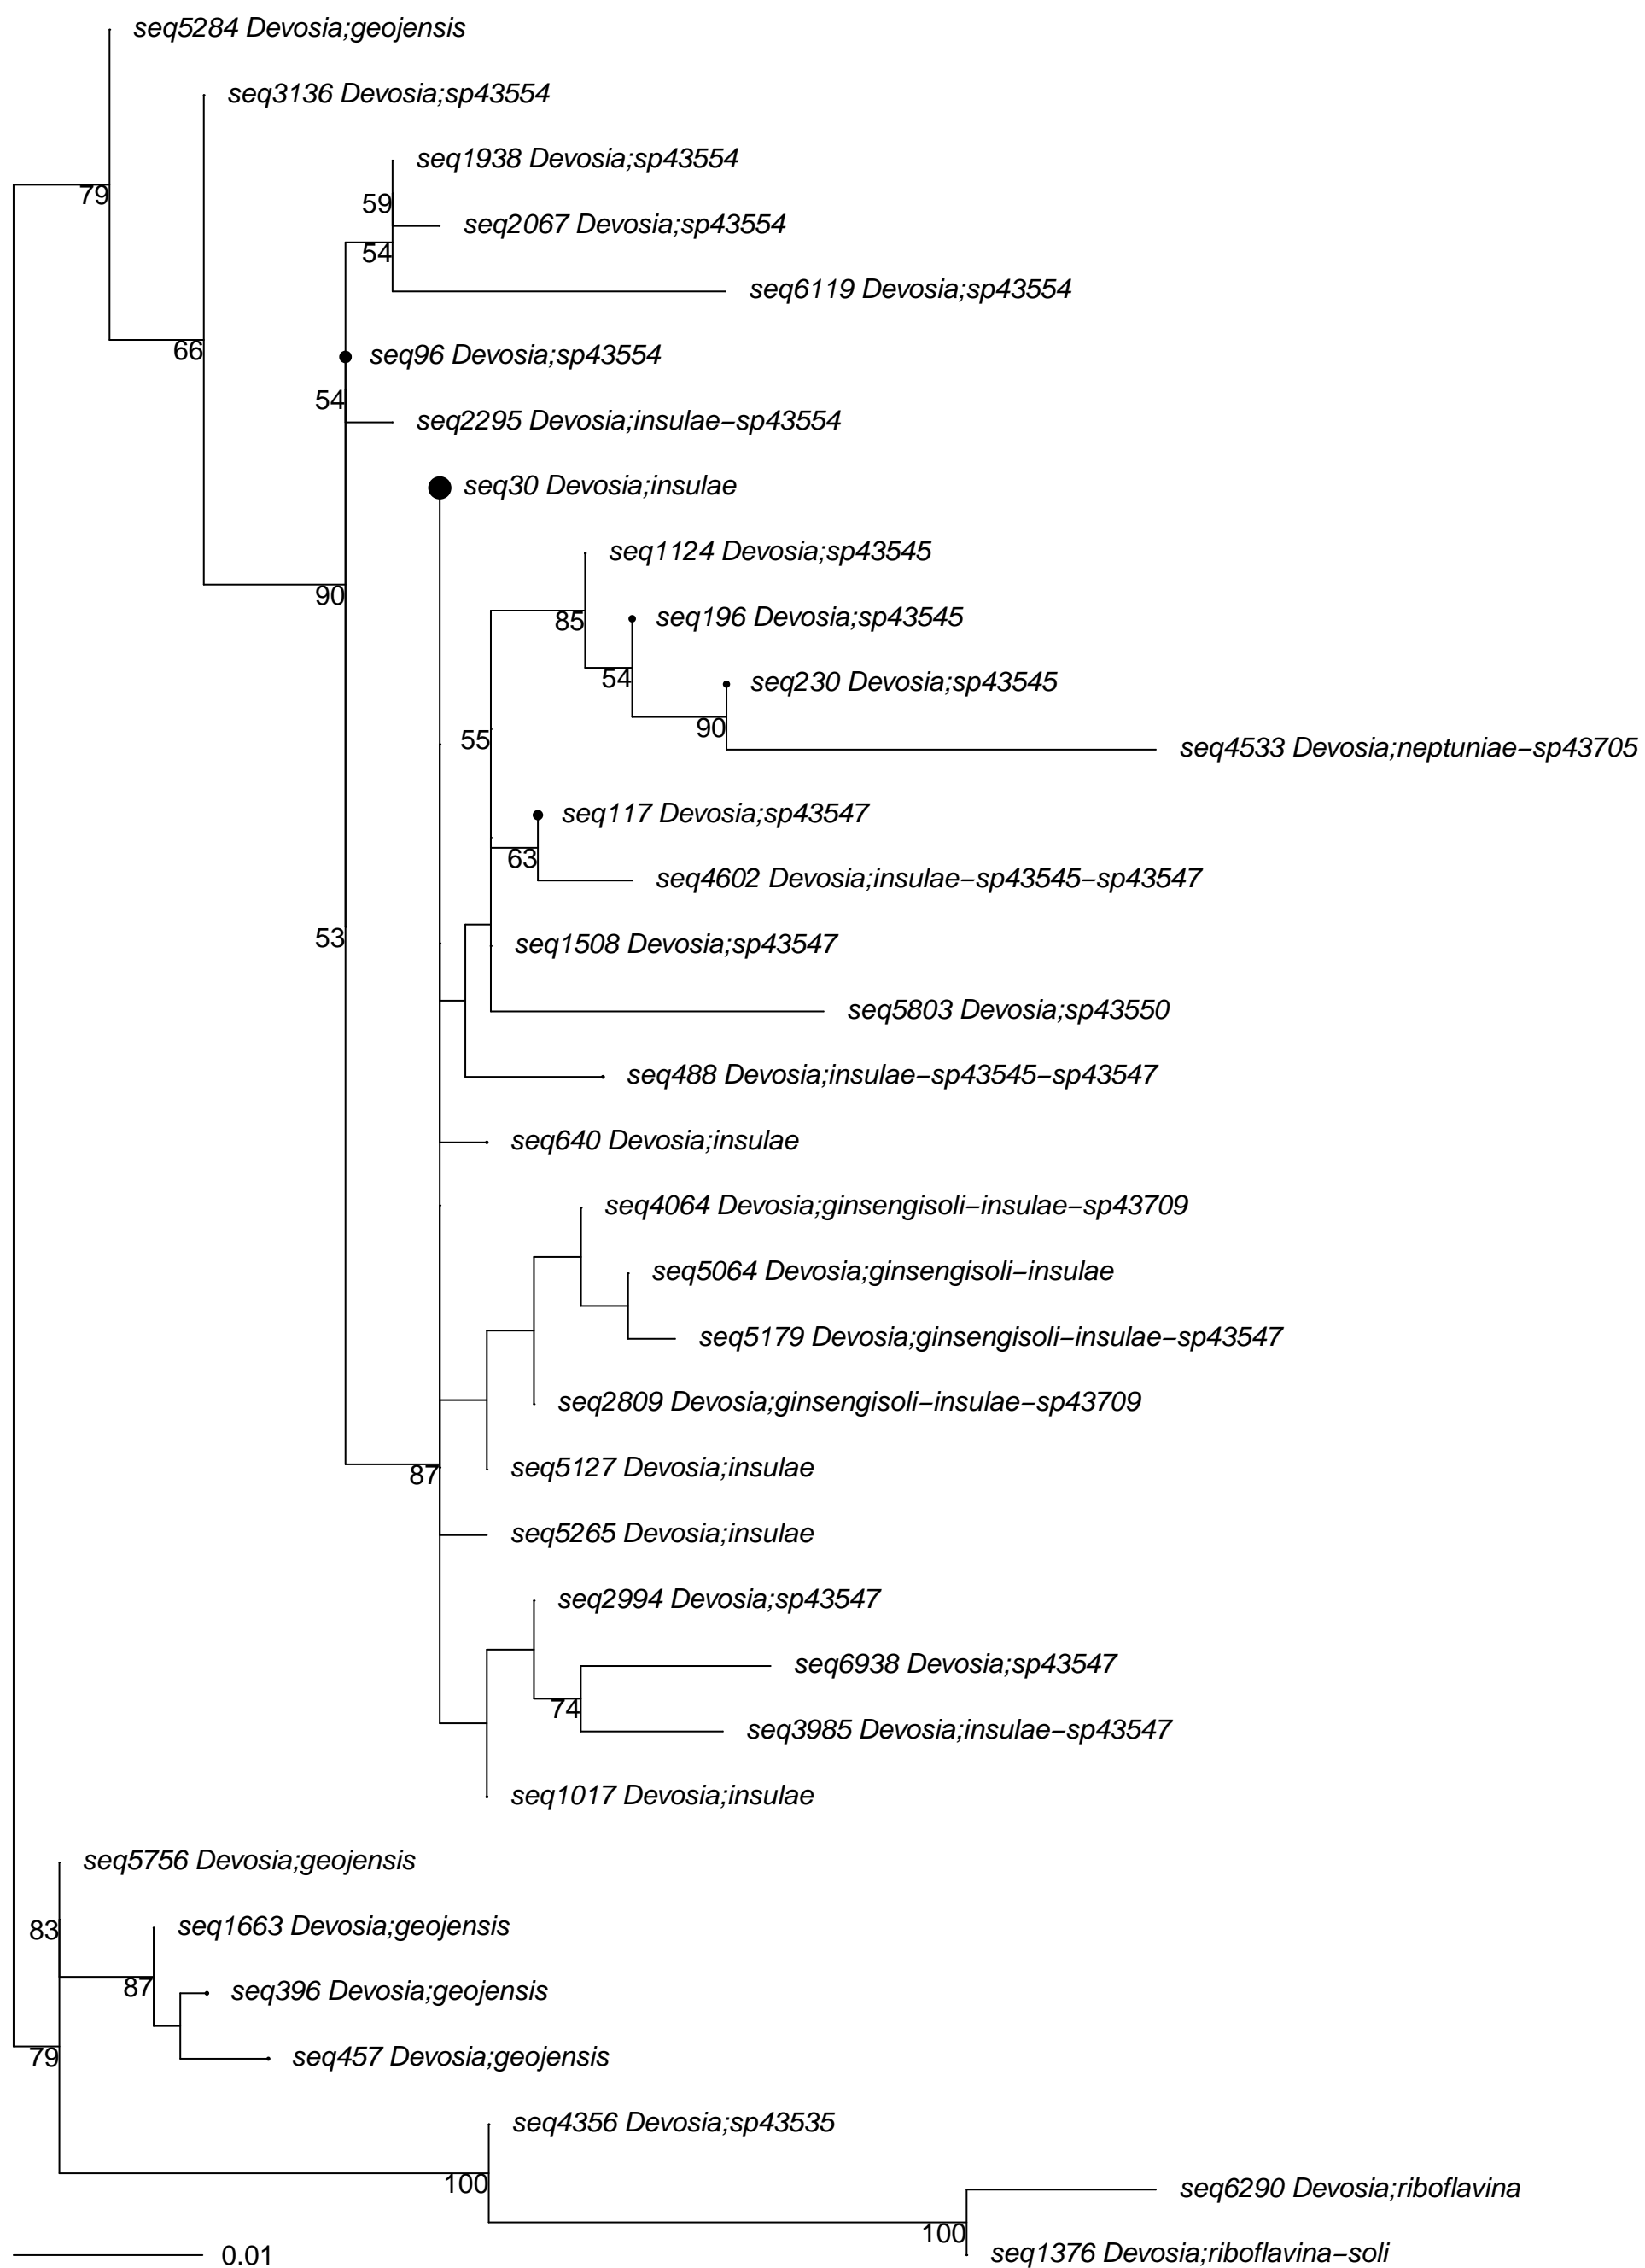 seq5284 Devosia;geojensis
seq3136 Devosia;sp43554
seq1938 Devosia;sp43554
79
59
seq2067 Devosia;sp43554
54
seq6119 Devosia;sp43554
66
seq96 Devosia;sp43554
54
seq2295 Devosia;insulae−sp43554
seq30 Devosia;insulae
seq1124 Devosia;sp43545
90
85
seq196 Devosia;sp43545
54
seq230 Devosia;sp43545
90
55
seq4533 Devosia;neptuniae−sp43705
seq117 Devosia;sp43547
63
seq4602 Devosia;insulae−sp43545−sp43547
53
seq1508 Devosia;sp43547
seq5803 Devosia;sp43550
seq488 Devosia;insulae−sp43545−sp43547
seq640 Devosia;insulae
seq4064 Devosia;ginsengisoli−insulae−sp43709
seq5064 Devosia;ginsengisoli−insulae
seq5179 Devosia;ginsengisoli−insulae−sp43547
seq2809 Devosia;ginsengisoli−insulae−sp43709
seq5127 Devosia;insulae
87
seq5265 Devosia;insulae
seq2994 Devosia;sp43547
seq6938 Devosia;sp43547
74
seq3985 Devosia;insulae−sp43547
seq1017 Devosia;insulae
seq5756 Devosia;geojensis
83
seq1663 Devosia;geojensis
87
seq396 Devosia;geojensis
79
seq457 Devosia;geojensis
seq4356 Devosia;sp43535
100
seq6290 Devosia;riboflavina
100
seq1376 Devosia;riboflavina−soli
0.01